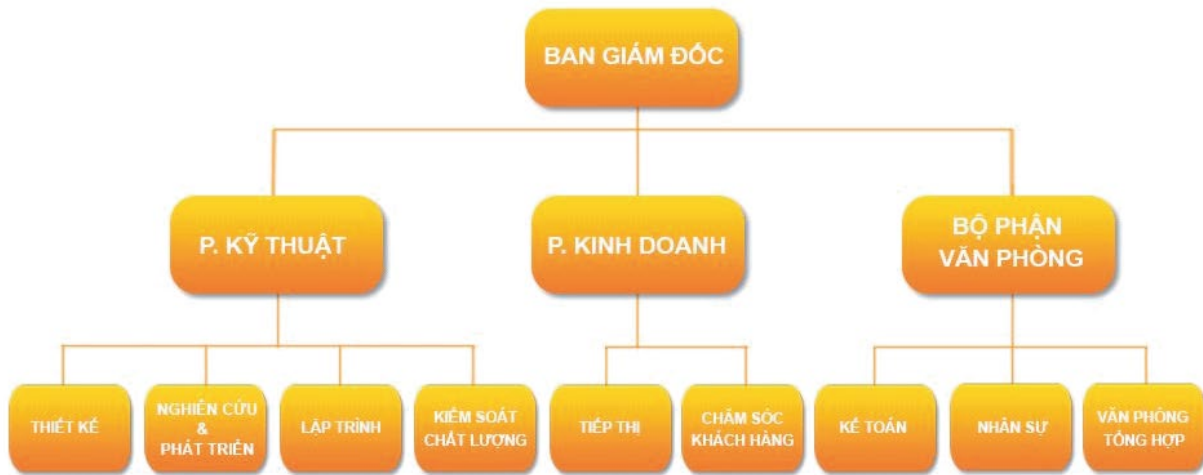 BAN GIÁM ĐỐC
P. KỸ THUẬT
P. KINH DOANH
BỘ PHẬN
VĂN PHÒNG
THIẾT KẾ
NGHIÊN CỨU
&
PHÁT TRIỂN
LẬP TRÌNH
KIỂM SOÁT
CHẤT LƯỢNG
TIẾP THỊ
CHĂM SÓC
KHÁCH HÀNG
KẾ TOÁN
NHÂN SỰ
VĂN PHÒNG
TỔNG HỢP